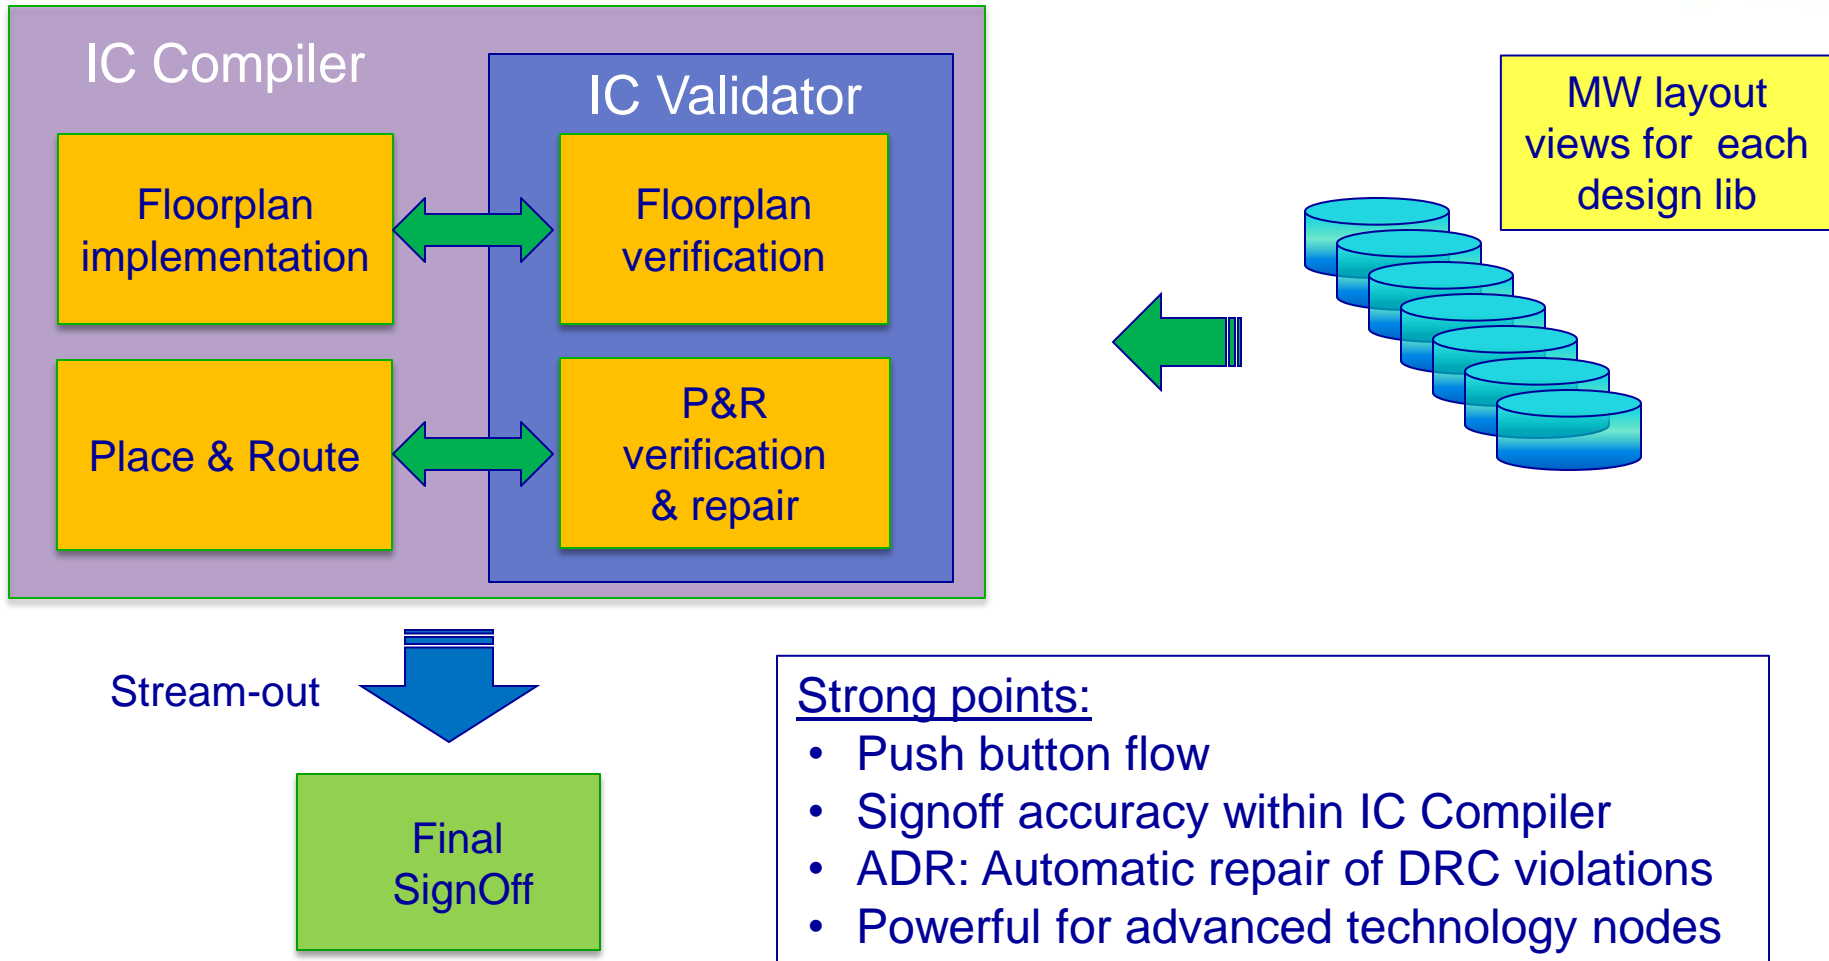 IC Compiler
IC Validator
Floorplan
implementation
Floorplan
verification
Place & Route
P&R
verification
& repair
MW layout
views for each
design lib
Stream-out
Final
SignOff
Strong points:
• Push button flow
• Signoff accuracy within IC Compiler
• ADR: Automatic repair of DRC violations
• Powerful for advanced technology nodes